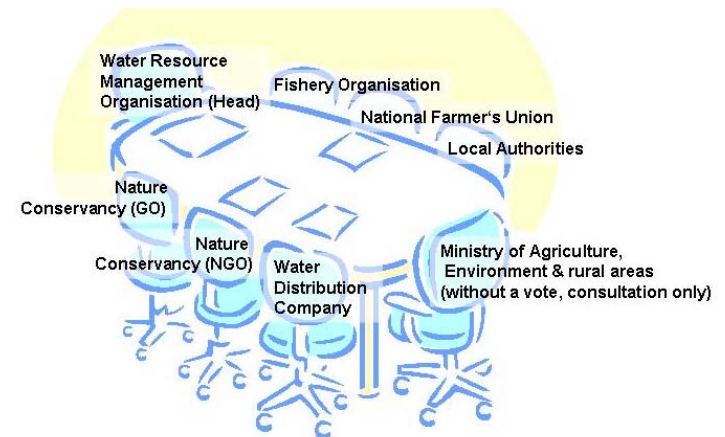 Water Resource
Management
Organisation (Head)
Fishery Organisation
National Farmer‘s Union
Local Authorities
Nature
Conservancy (GO)
Nature
Conservancy (NGO)
Water
Distribution
Company
Ministry of Agriculture,
Environment & rural areas
(without a vote, consultation only)